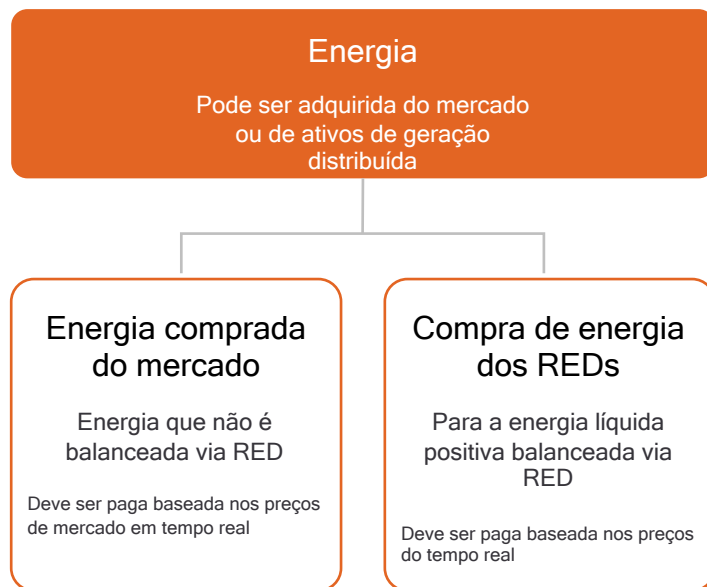 Energia
Pode ser adquirida do mercado
ou de ativos de geração
distribuída
Energia comprada
do mercado
Energia que não é
balanceada via RED
Deve ser paga baseada nos preços
de mercado em tempo real
Compra de energia
dos REDs
Para a energia líquida
positiva balanceada via
RED
Deve ser paga baseada nos preços
do tempo real